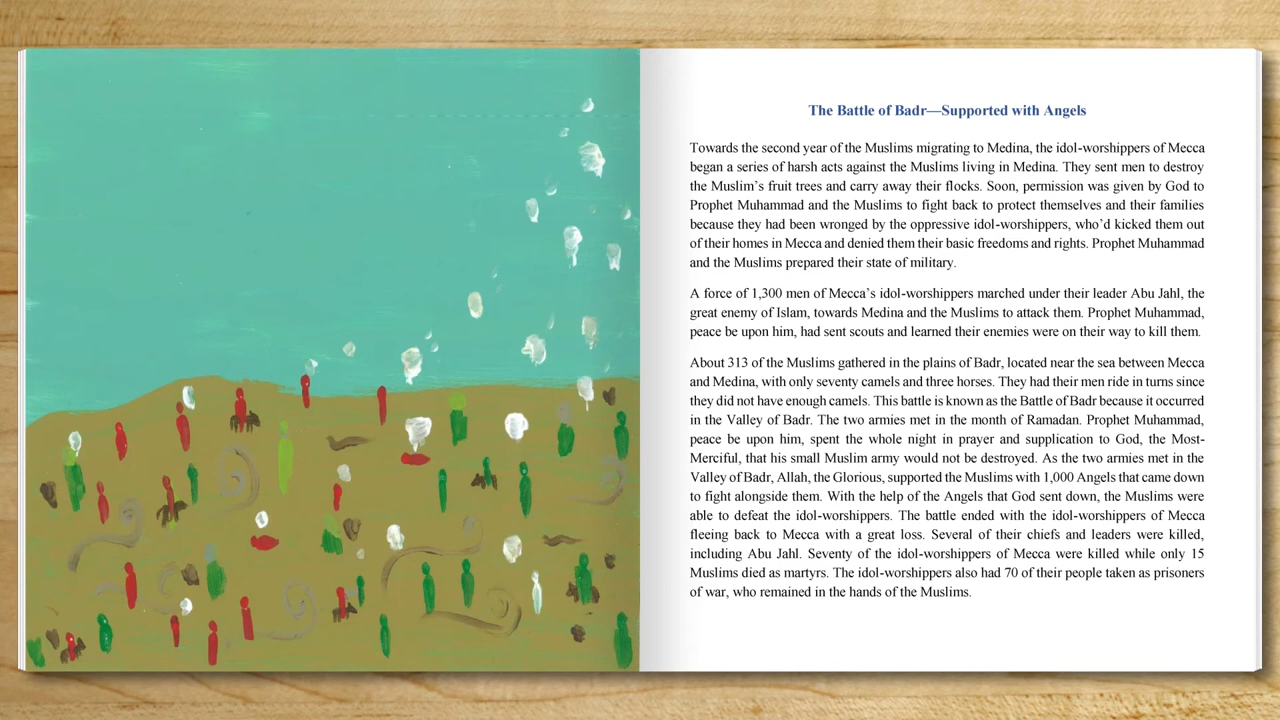 The Battle of Badr—Supported with Angels
Towards the second year of the Muslims migrating to Medina, the idol-worshippers of Mecca
began a series of harsh acts against the Muslims living in Medina. They sent men to destroy
the Muslim's fruit trees and carry away their flocks. Soon, permission was given by God to
Prophet Muhammad and the Muslims to fight back to protect themselves and their families
because they had been wronged by the oppressive idol-worshippers, who'd kicked them out
of their homes in Mecca and denied them their basic freedoms and rights. Prophet Muhammad
and the Muslims prepared their state of military.
A force of 1,300 men of Mecca's idol-worshippers marched under their leader Abu Jahl, the
great enemy of Islam, towards Medina and the Muslims to attack them. Prophet Muhammad,
peace be upon him, had sent scouts and learned their enemies were on their way to kill them.
About 313 of the Muslims gathered in the plains of Badr, located near the sea between Mecca
and Medina, with only seventy camels and three horses. They had their men ride in turns since
they did not have enough camels. This battle is known as the Battle of Badr because it occurred
in the Valley of Badr. The two armies met in the month of Ramadan. Prophet Muhammad,
peace be upon him, spent the whole night in prayer and supplication to God, the Most-
Merciful, that his small Muslim army would not be destroyed. As the two armies met in the
Valley of Badr, Allah, the Glorious, supported the Muslims with 1,000 Angels that came down
to fight alongside them. With the help of the Angels that God sent down, the Muslims were
able to defeat the idol-worshippers. The battle ended with the idol-worshippers of Mecca
fleeing back to Mecca with a great loss. Several of their chiefs and leaders were killed,
including Abu Jahl. Seventy of the idol-worshippers of Mecca were killed while only 15
Muslims died as martyrs. The idol-worshippers also had 70 of their people taken as prisoners
of war, who remained in the hands of the Muslims.